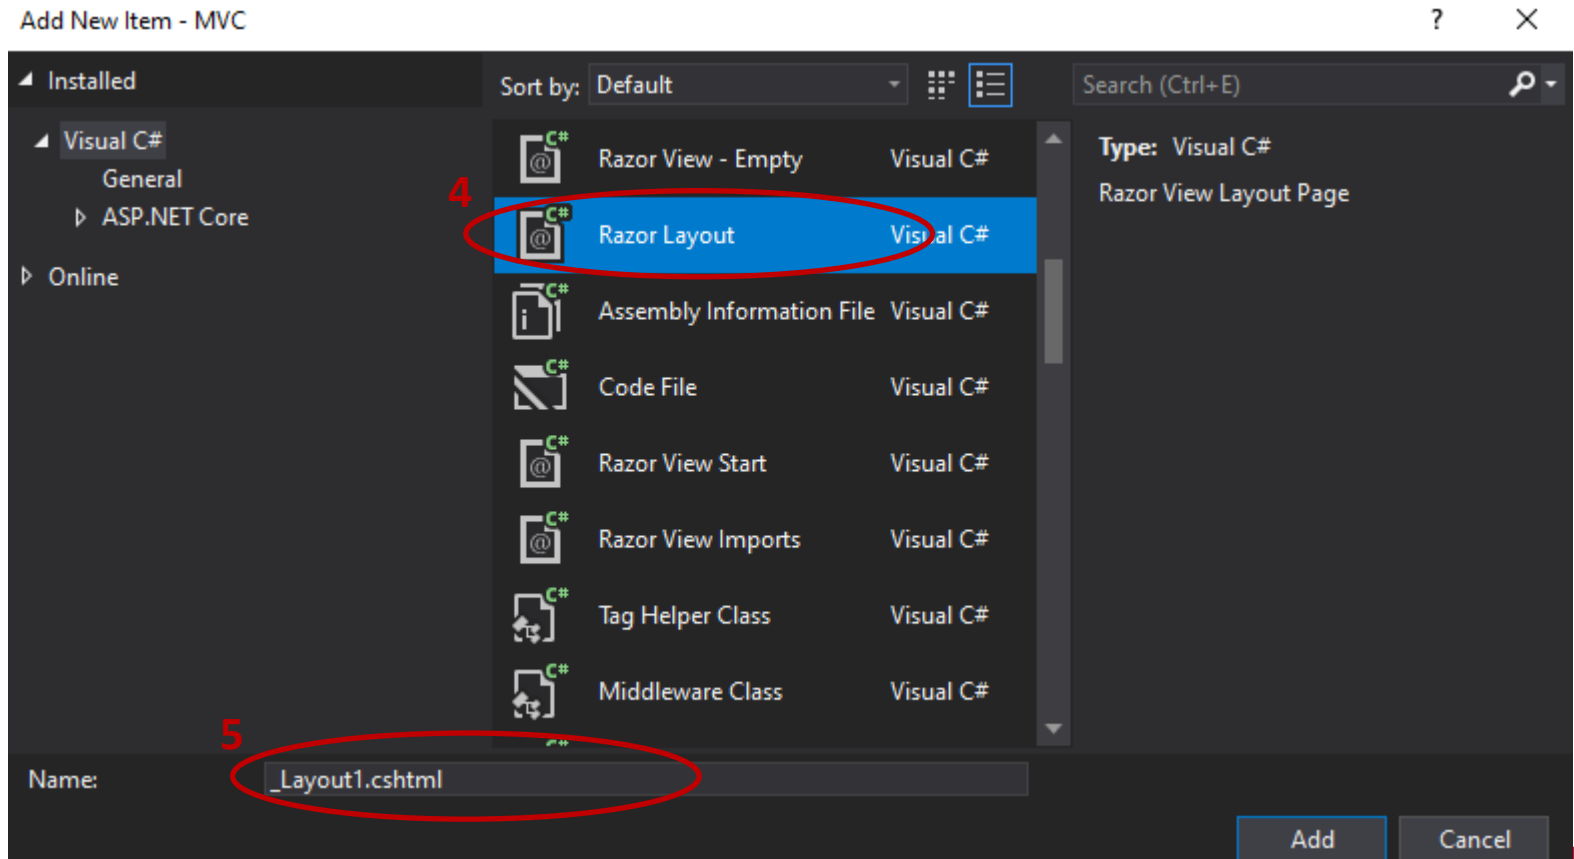 Add New Item - MVC
?
Installed
Sort by: Default
Search (Ctrl+E)
Visual C#
General
ASP.NET Core
Online
C#
Razor View - Empty Visual C#
4
C#
Razor Layout Visual C#
C#
Assembly Information File Visual C#
C#
Code File Visual C#
C#
@ Razor View Start Visual C#
C#
@ Razor View Imports Visual C#
C#
Tag Helper Class Visual C#
C#
Middleware Class Visual C#
Type: Visual C#
Razor View Layout Page
5
Name: _Layout1.cshtml
Add Cancel